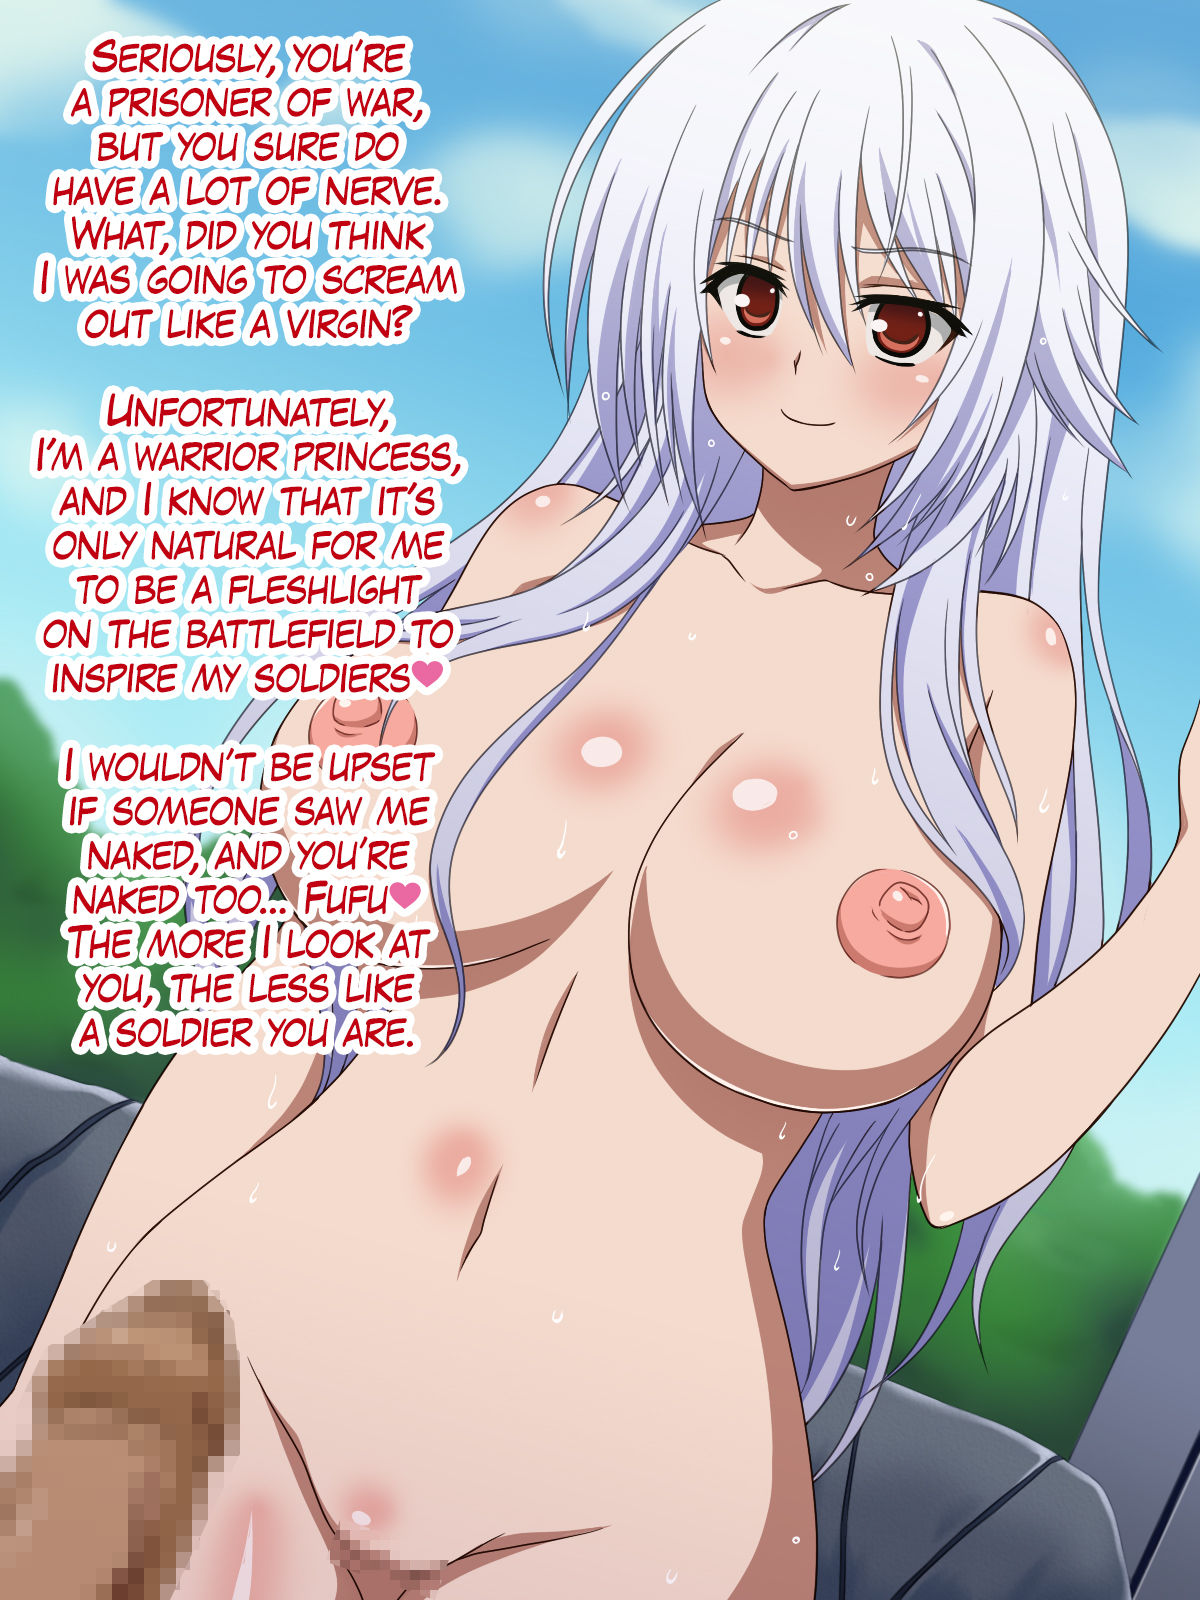 SERIOUSLY, YOU'RE
A PRISONER OF WAR,
BUT YOU SURE DO
HAVE A LOT OF NERVE.
WHAT, DID YOU THINK
I WAS GOING TO SCREAM
OUT LIKE A VIRGIN?
UNFORTUNATELY,
I'M A WARRIOR PRINCESS,
AND I KNOW THAT IT'S
ONLY NATURAL FOR ME
TO BE A FLESHLIGHT
ON THE BATTLEFIELD TO
INSPIRE MY SOLDIERS♥
I WOULDN'T BE UPSET
IF SOMEONE SAW ME
NAKED, AND YOU'RE
NAKED TOO... FUFU♥
THE MORE I LOOK AT
YOU, THE LESS LIKE
A SOLDIER YOU ARE.